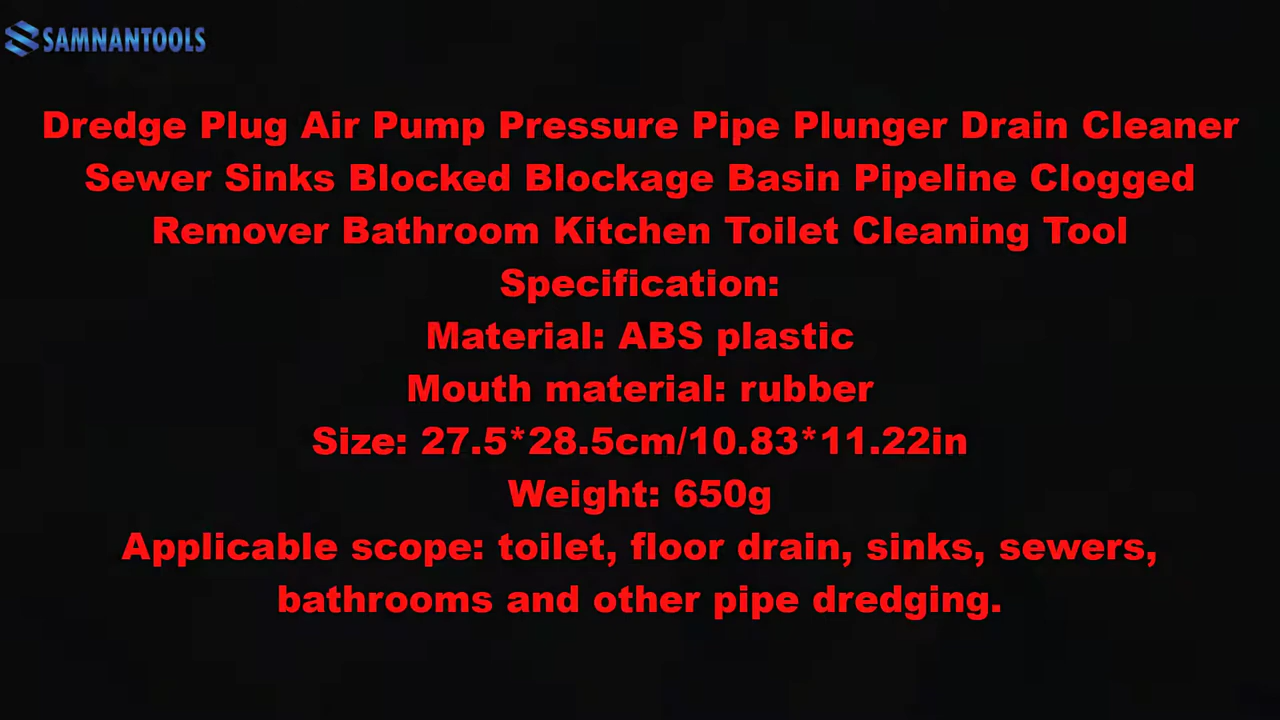 SAMNANTOOLS
Dredge Plug Air Pump Pressure Pipe Plunger Drain Cleaner
Sewer Sinks Blocked Blockage Basin Pipeline Clogged
Remover Bathroom Kitchen Toilet Cleaning Tool
Specification:
Material: ABS plastic
Mouth material: rubber
Size: 27.5*28.5cm/10.83*11.22in
Weight: 650g
Applicable scope: toilet, floor drain, sinks, sewers,
bathrooms and other pipe dredging.